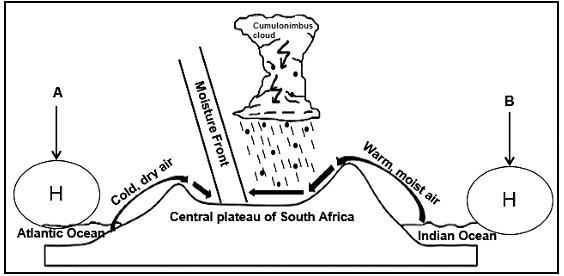 Cumulonimbus
cloud
A
B
Moisture Front
H
Cold, dry air
Warm, moist air
H
Central plateau of South Africa
Atlantic Ocean
Indian Ocean